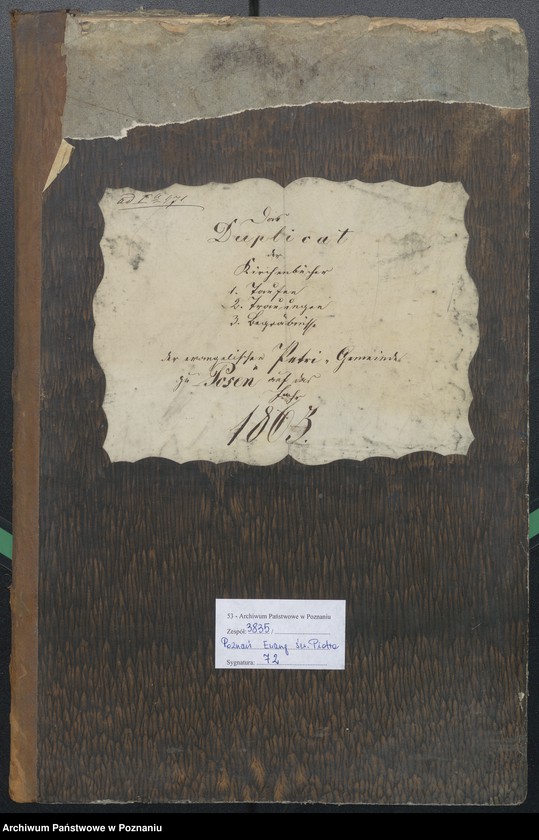 Das
Duplicat
der
Kirchenbücher
1. Taufen
2. Trauungen
3. Begräbnisse
der evangelischen Petri-Gemeinde
zu "Posen" auf das
Jahr
1863.
53 - Archiwum Państwowe w Poznaniu
Zespół: 3835,
Poznań Ewang. św. Piotra
Sygnatura: 72
Archiwum Państwowe w Poznaniu